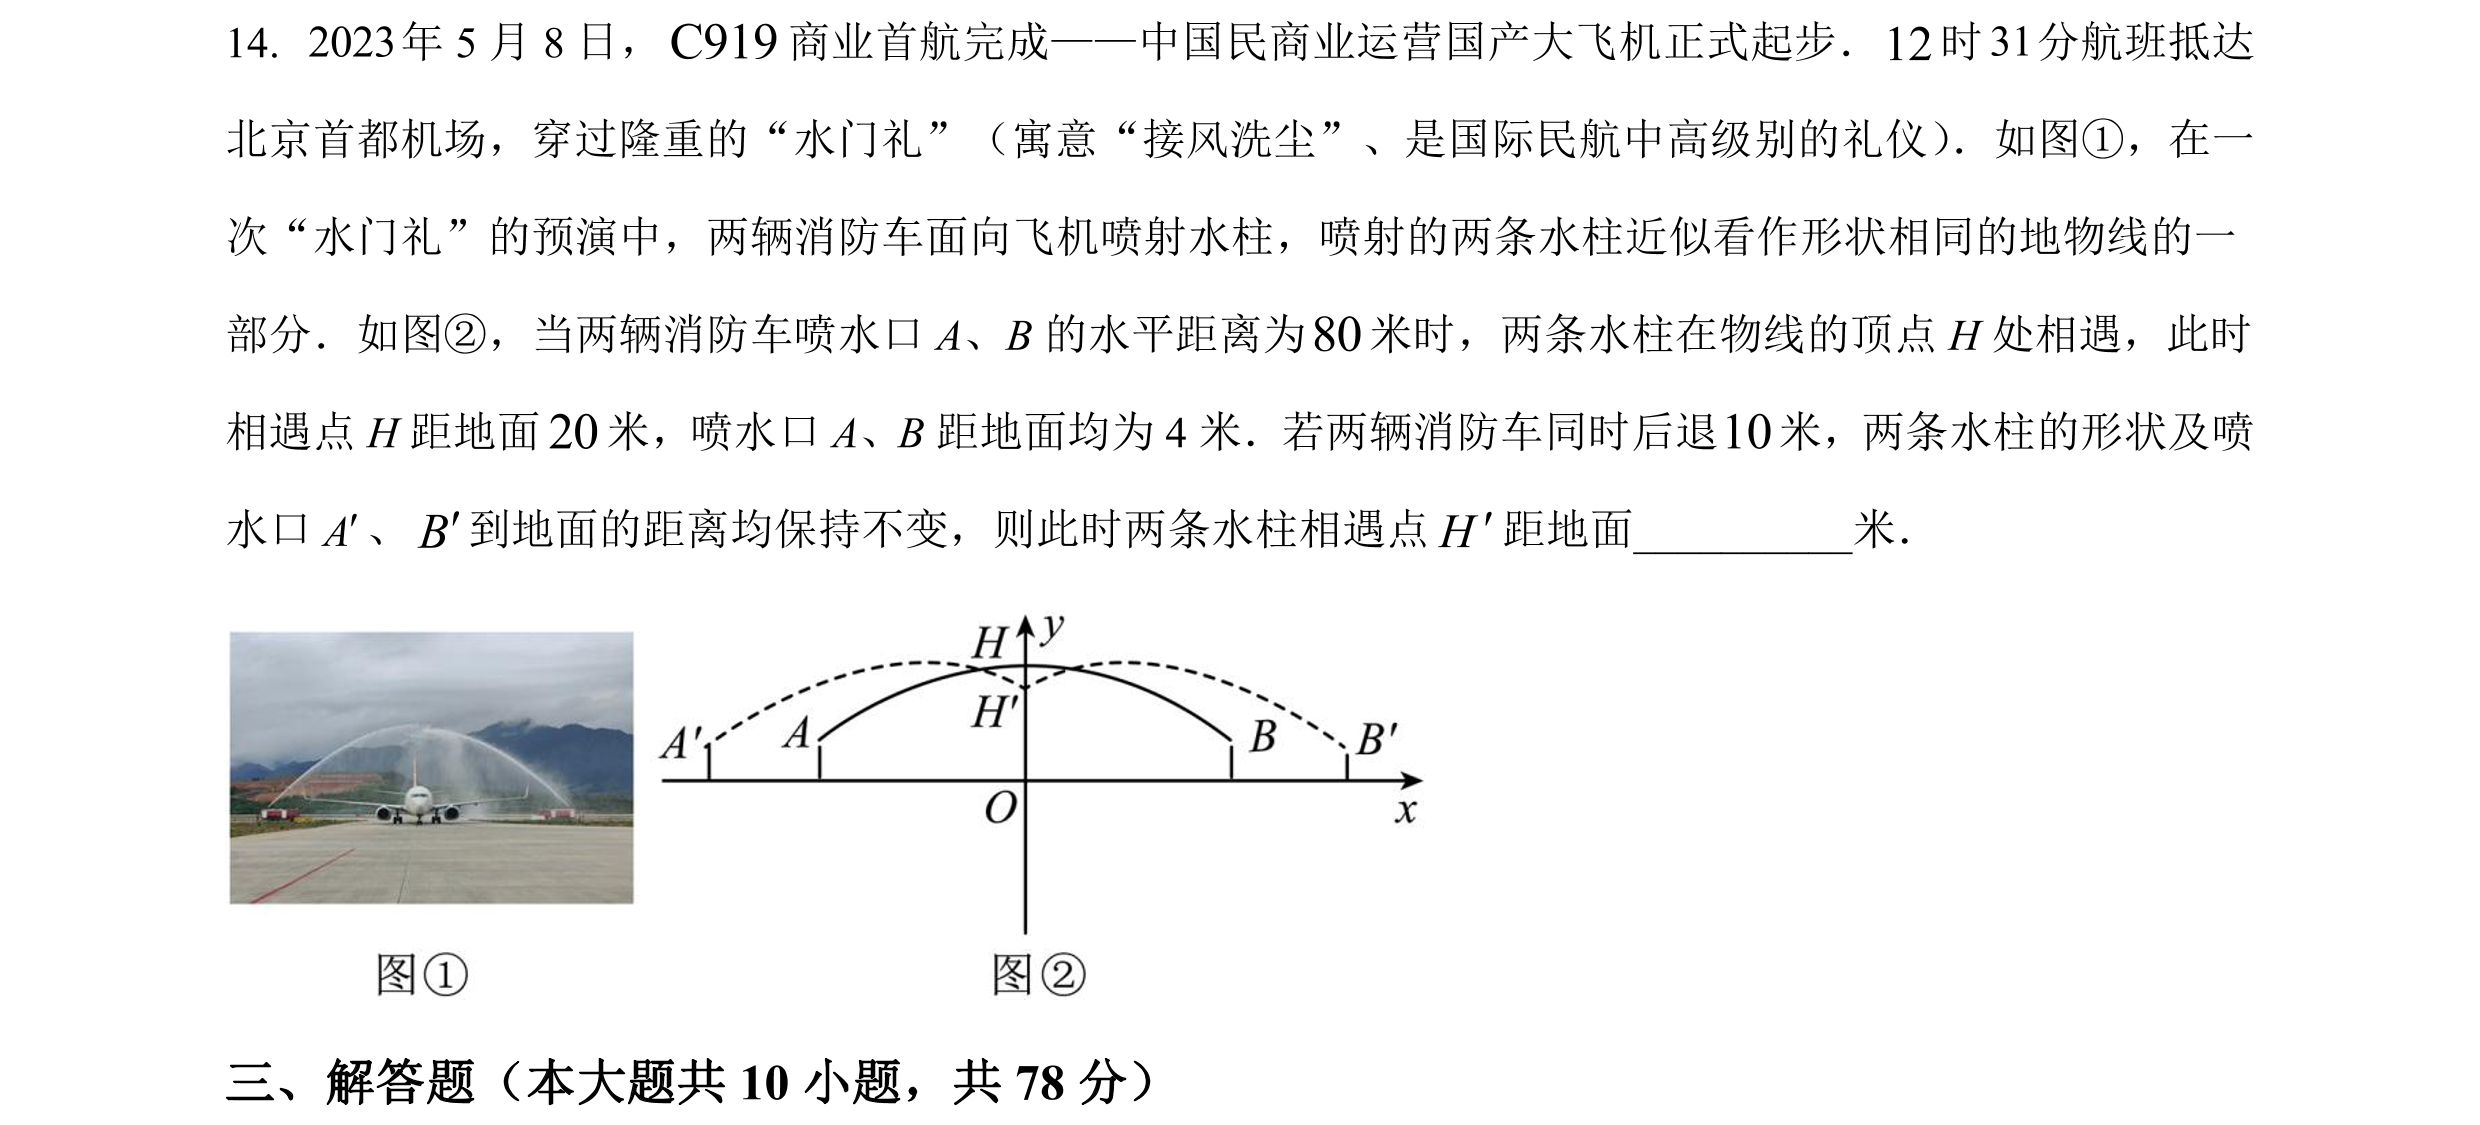 14. 2023年 5 月 8 日，C919商业首航完成——中国民商业运营国产大飞机正式起步．12时31分航班抵达
北京首都机场，穿过隆重的“水门礼”（寓意“接风洗尘”、是国际民航中高级别的礼仪）．如图①，在一
次“水门礼”的预演中，两辆消防车面向飞机喷射水柱，喷射的两条水柱近似看作形状相同的地物线的一
部分．如图②，当两辆消防车喷水口 A、B 的水平距离为80米时，两条水柱在物线的顶点 H 处相遇，此时
相遇点 H 距地面20米，喷水口 A、B 距地面均为 4 米．若两辆消防车同时后退10米，两条水柱的形状及喷
水口 A′、B′到地面的距离均保持不变，则此时两条水柱相遇点H′距地面__________米．
H y
A′ A H′ B B′
O x
图① 图②
三、解答题（本大题共 10 小题，共 78 分）